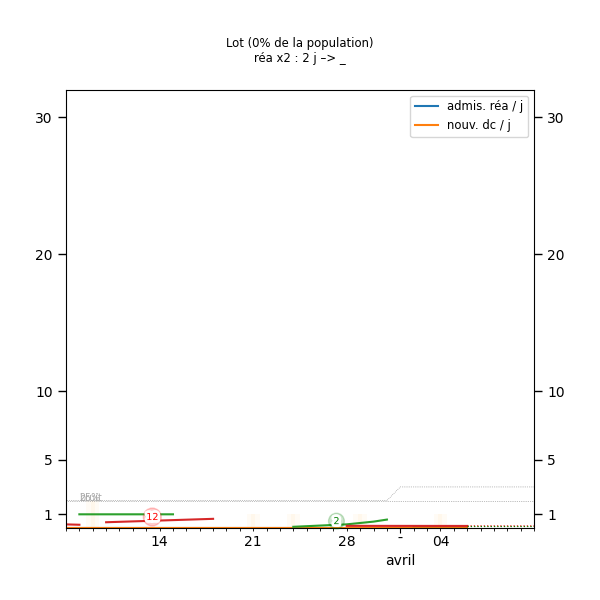 Lot (0% de la population)
réa x2 : 2 j –> _
admis. réa / j
nouv. dc / j
30 30
20 20
10 10
5 5
1 1
12
2
14 21 28 - 04
avril